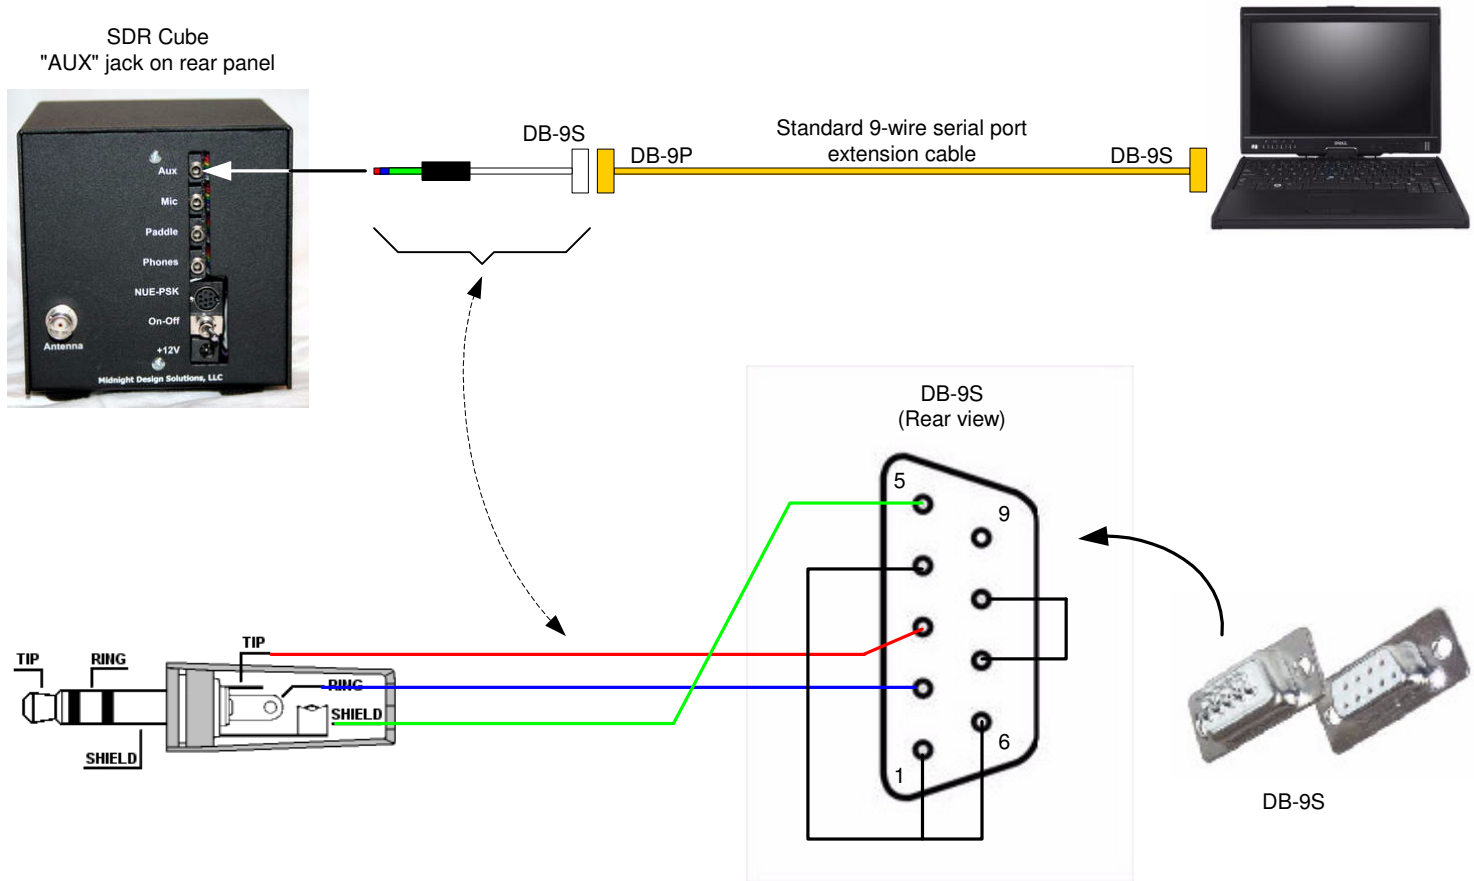 SDR Cube
"AUX" jack on rear panel
Aux
Mic
Paddle
Phones
NUE-PSK
On-Off
+12V
Antenna
Midnight Design Solutions, LLC
DB-9S
DB-9P
Standard 9-wire serial port
extension cable
DB-9S
DELL
DB-9S
(Rear view)
5
9
6
1
TIP
RING
SHIELD
TIP
RING
SHIELD
DB-9S